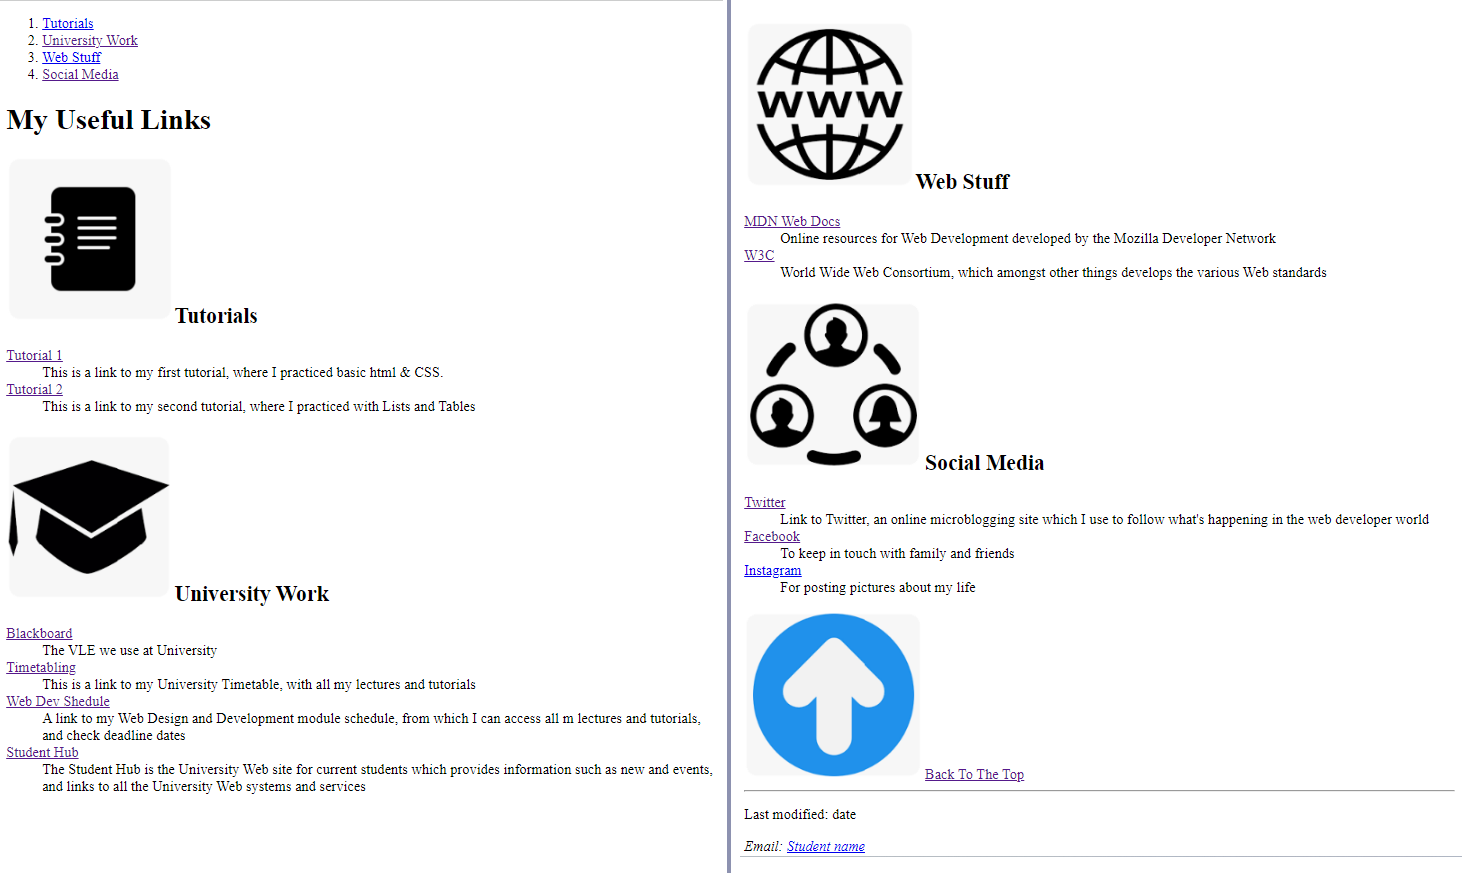 1. Tutorials
2. University Work
3. Web Stuff
4. Social Media
My Useful Links
Tutorials
Tutorial 1
This is a link to my first tutorial, where I practiced basic html & CSS.
Tutorial 2
This is a link to my second tutorial, where I practiced with Lists and Tables
University Work
Blackboard
The VLE we use at University
Timetabling
This is a link to my University Timetable, with all my lectures and tutorials
Web Dev Shedule
A link to my Web Design and Development module schedule, from which I can access all m lectures and tutorials,
and check deadline dates
Student Hub
The Student Hub is the University Web site for current students which provides information such as new and events,
and links to all the University Web systems and services
WWW
Web Stuff
MDN Web Docs
Online resources for Web Development developed by the Mozilla Developer Network
W3C
World Wide Web Consortium, which amongst other things develops the various Web standards
Social Media
Twitter
Link to Twitter, an online microblogging site which I use to follow what's happening in the web developer world
Facebook
To keep in touch with family and friends
Instagram
For posting pictures about my life
Back To The Top
Last modified: date
Email: Student name